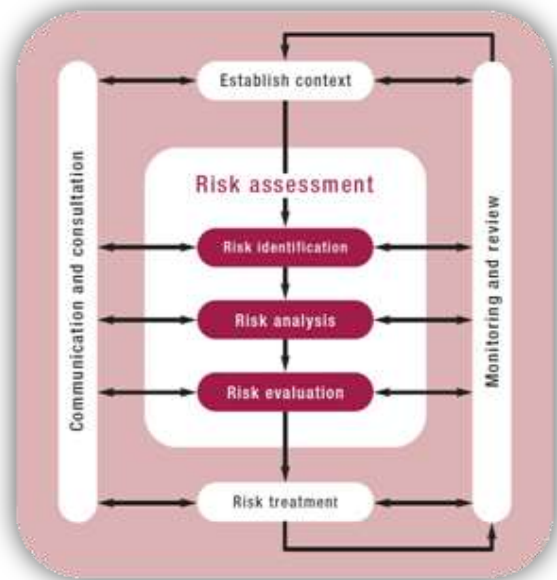 Establish context
Risk assessment
Risk identification
Risk analysis
Risk evaluation
Risk treatment
Communication and consultation
Monitoring and review